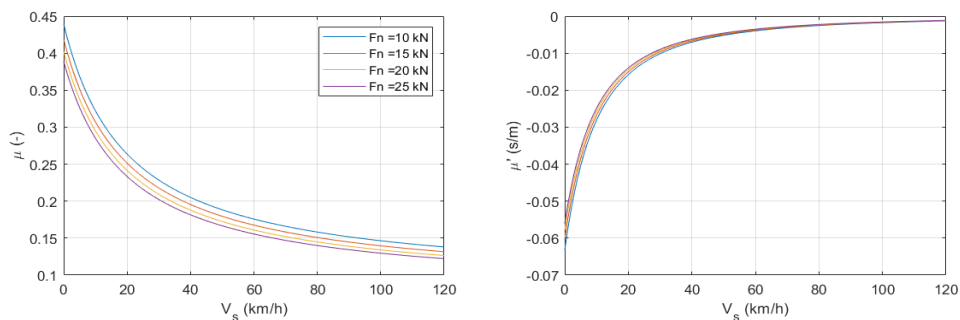 0.45
0.4
0.35
0.3
0.25
0.2
0.15
0.1
μ (-)
0 20 40 60 80 100 120
V_s (km/h)
Fn =10 kN
Fn =15 kN
Fn =20 kN
Fn =25 kN
0
-0.01
-0.02
-0.03
-0.04
-0.05
-0.06
-0.07
μ' (s/m)
0 20 40 60 80 100 120
V_s (km/h)